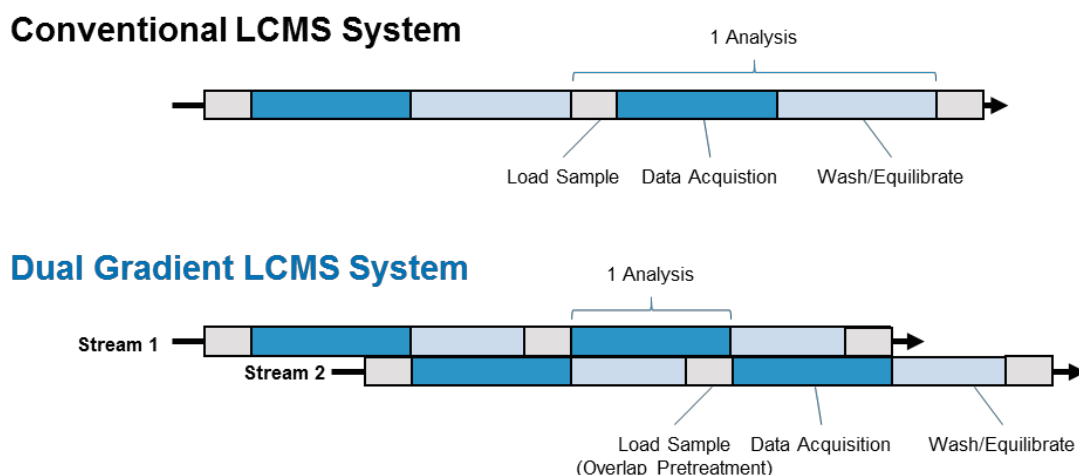 Conventional LCMS System
1 Analysis
Load Sample
Data Acquistion
Wash/Equilibrate
Dual Gradient LCMS System
1 Analysis
Stream 1
Stream 2
Load Sample
(Overlap Pretreatment)
Data Acquisition
Wash/Equilibrate